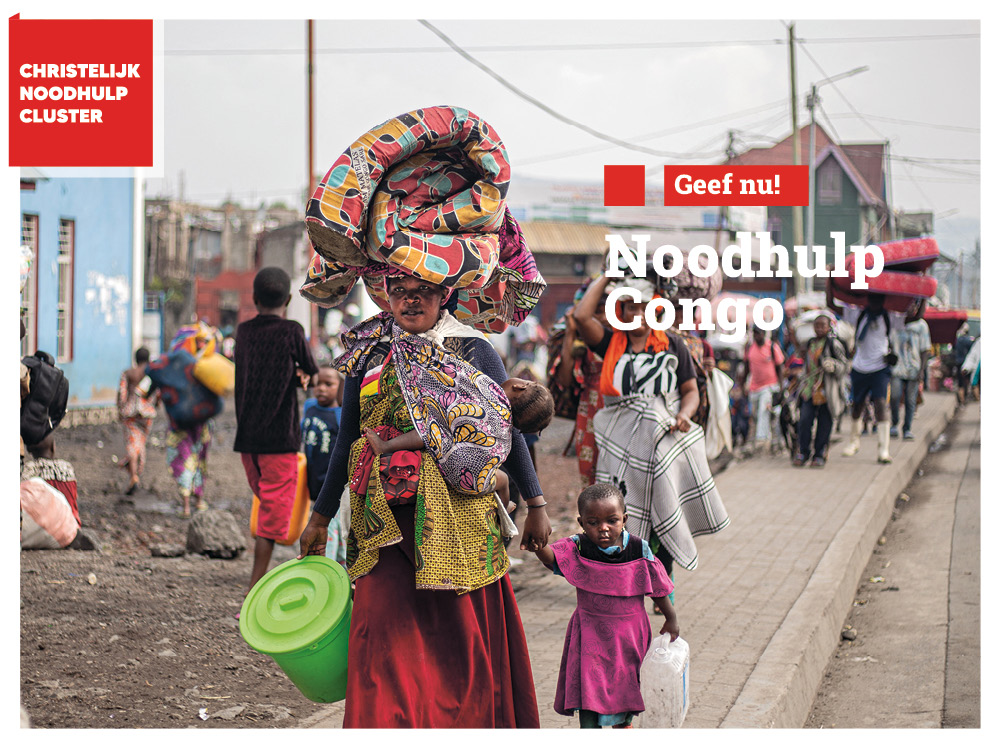 CHRISTELIJK
NOODHULP
CLUSTER
Geef nu!
Noodhulp
Congo